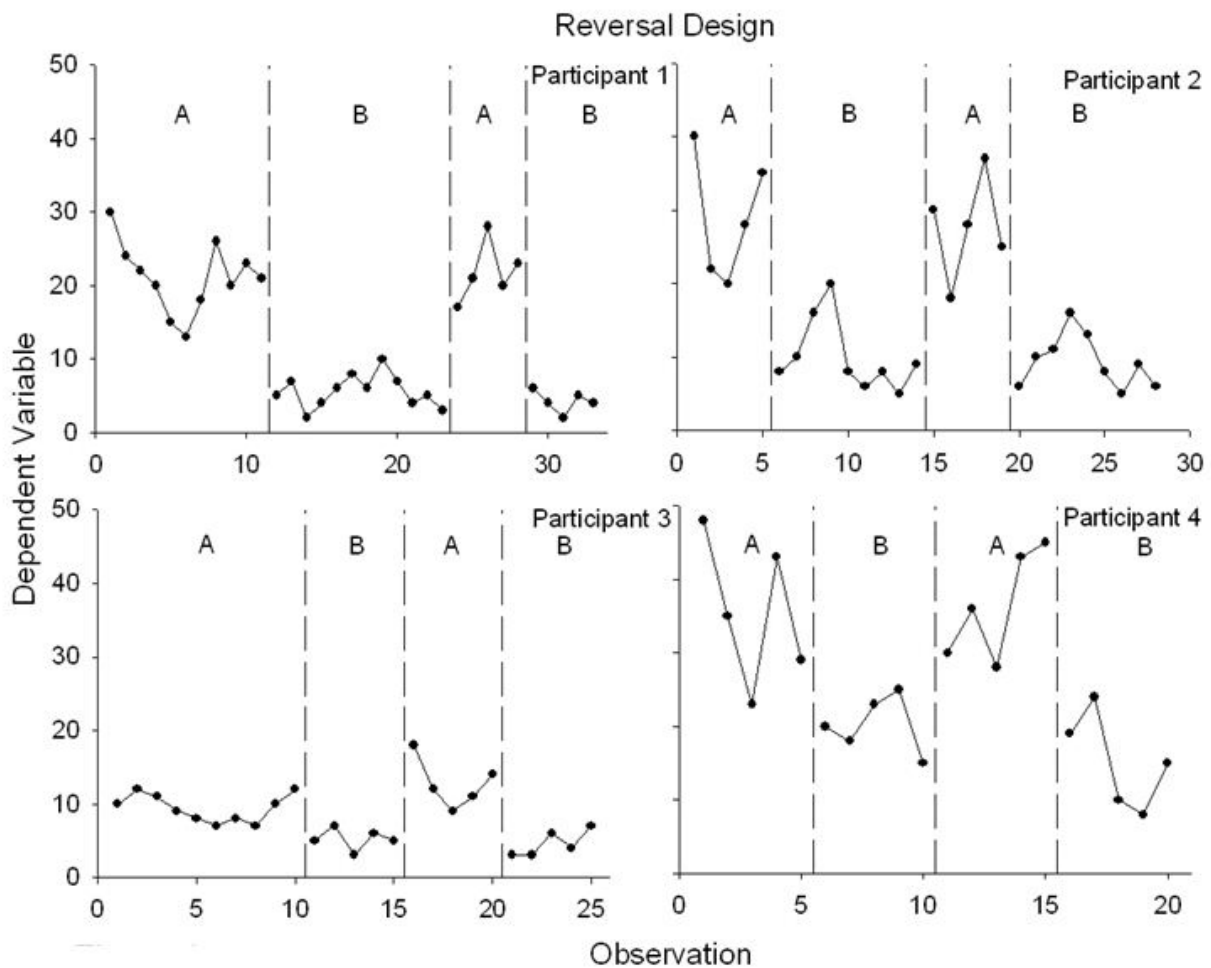 Reversal Design
Dependent Variable
Participant 1
A B A B
50
40
30
20
10
0
0 10 20 30
Participant 2
A B A B
0 5 10 15 20 25 30
Participant 3
A B A B
50
40
30
20
10
0
0 5 10 15 20 25
Participant 4
A B A B
0 5 10 15 20
Observation